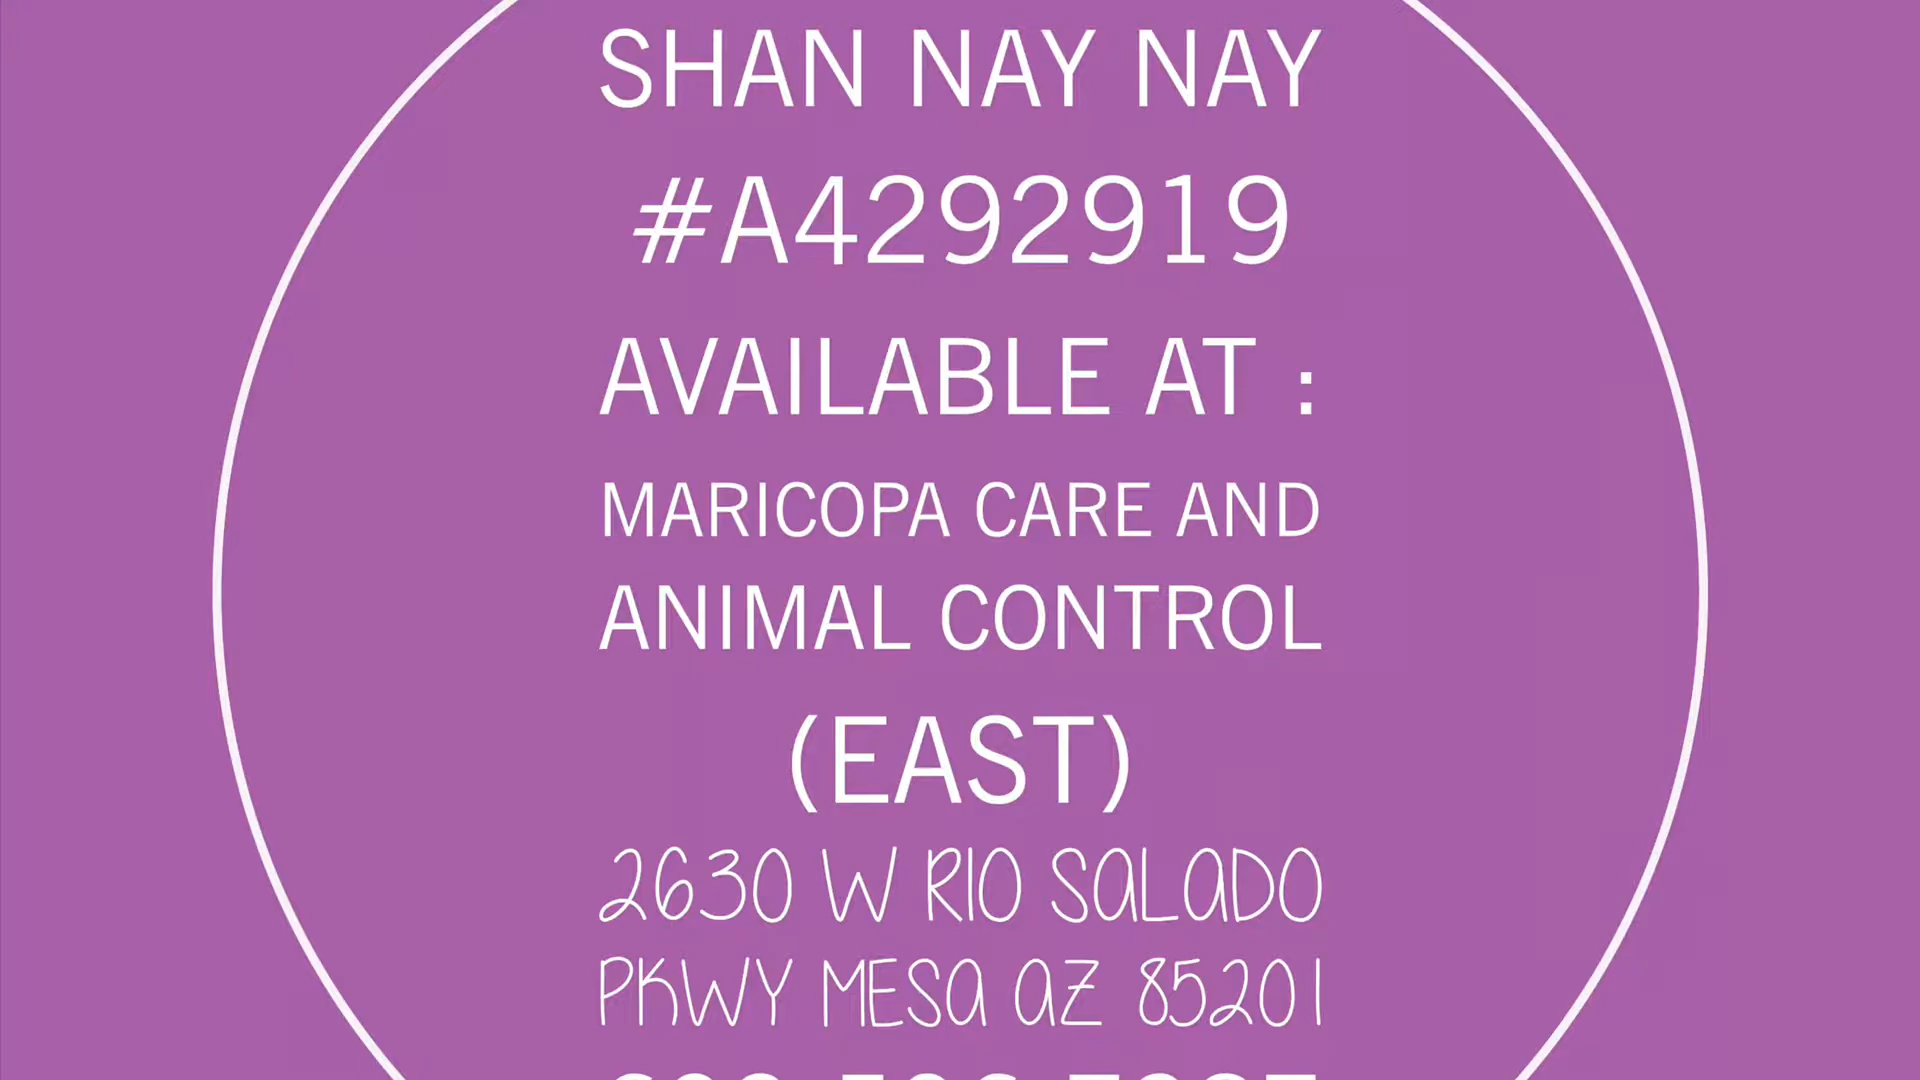 SHAN NAY NAY
#A4292919
AVAILABLE AT :
MARICOPA CARE AND
ANIMAL CONTROL
(EAST)
2630 W RIO SALADO
PKWY MESA AZ 85201